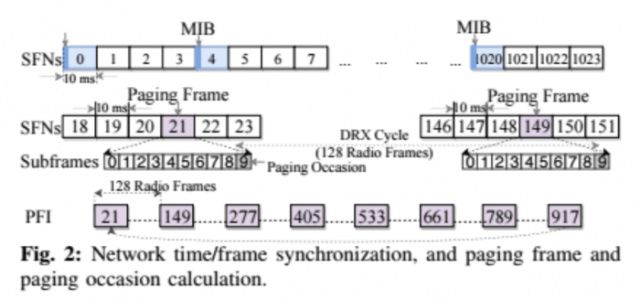 MIB MIB
SFNs 0 1 2 3 4 5 6 7 ... ... ... ... 1020 1021 1022 1023
10 ms
Paging Frame Paging Frame
10 ms 10 ms
SFNs 18 19 20 21 22 23 146 147 148 149 150 151
DRX Cycle
Subframes 0 1 2 3 4 5 6 7 8 9 (128 Radio Frames) 0 1 2 3 4 5 6 7 8 9
Paging Occasion
128 Radio Frames
PFI 21 149 277 405 533 661 789 917
Fig. 2: Network time/frame synchronization, and paging frame and
paging occasion calculation.